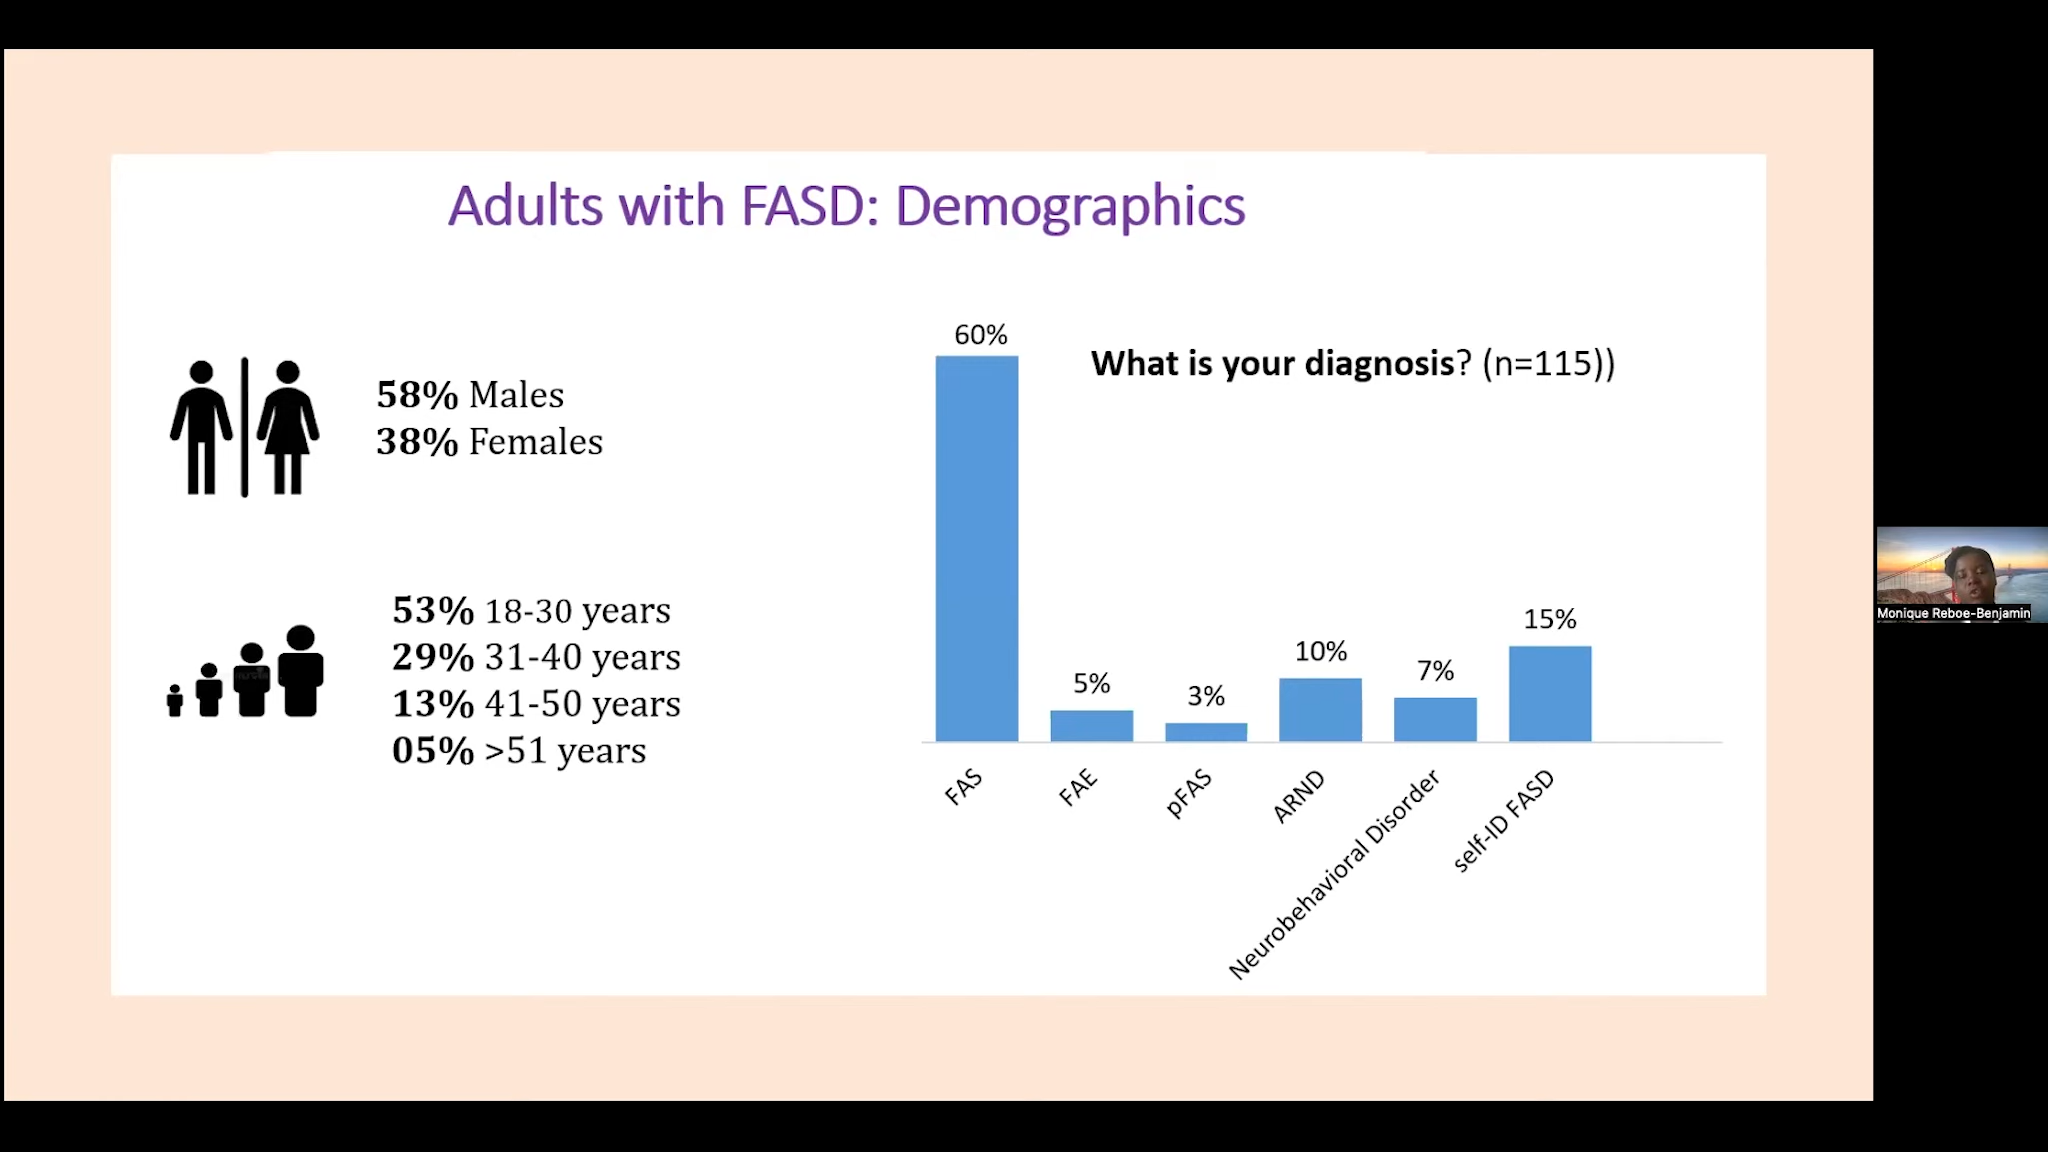 Adults with FASD: Demographics
58% Males
38% Females
53% 18-30 years
29% 31-40 years
13% 41-50 years
05% >51 years
What is your diagnosis? (n=115))
60%
5%
3%
10%
7%
15%
FAS
FAE
pFAS
ARND
Neurobehavioral Disorder
self-ID FASD
Monique Reboe-Benjamin